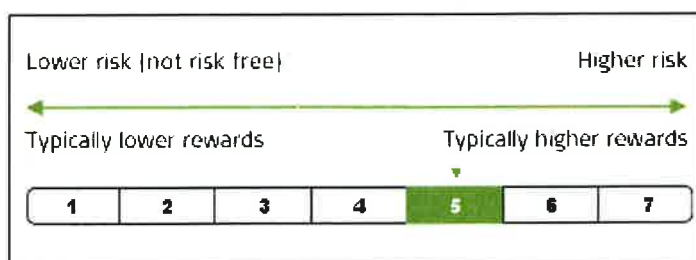 Lower risk (not risk free) Higher risk
Typically lower rewards Typically higher rewards
1 2 3 4 5 6 7